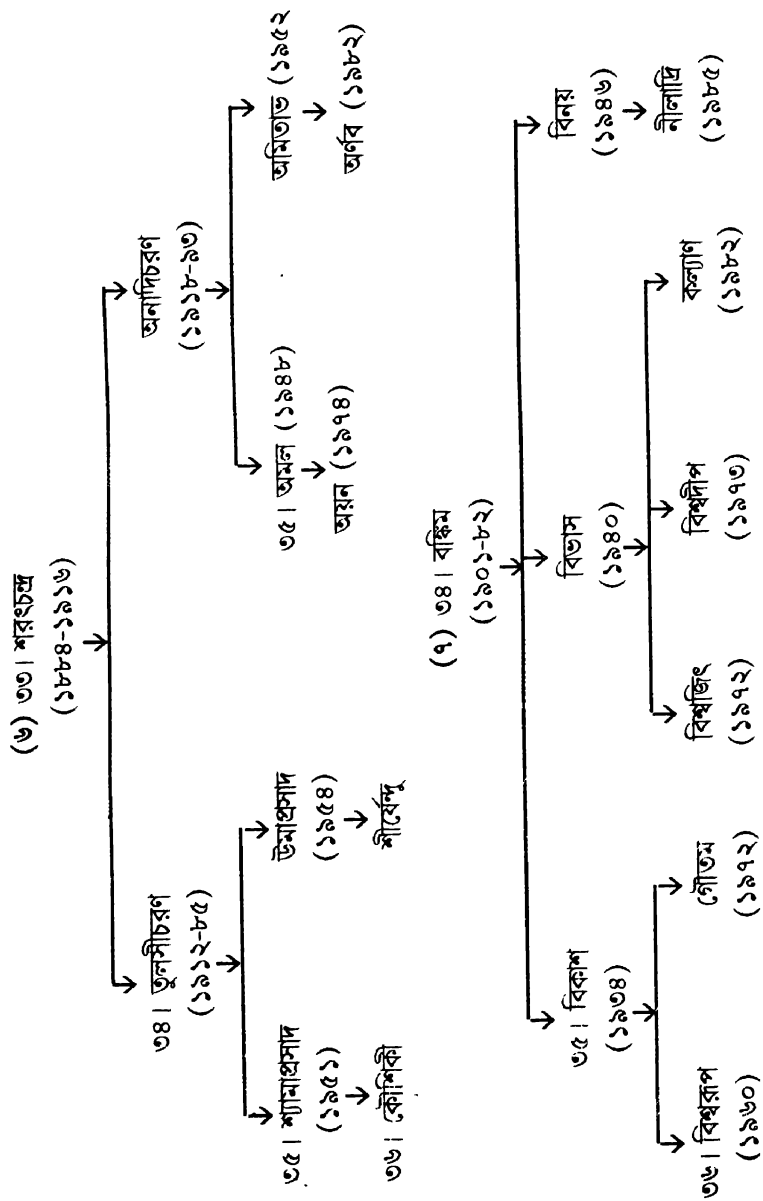 (৬) ৩৩। শরৎচন্দ্র
(১৮৮৪-১৯১৬)
৩৪। তুলসীচরণ
(১৯১২-৮৫)
অনাদিচরণ
(১৯১৮-৯৩)
৩৫। শ্যামাপ্রসাদ
(১৯৫১)
উমাপ্রসাদ
(১৯৫৪)
৩৫। অমল (১৯৪৮)
অমিতাভ (১৯৫২
৩৬। কৌশিকী
শীর্ষেন্দু
অয়ন (১৯৭৪)
অর্ণব (১৯৮২)
(৭) ৩৪। বঙ্কিম
(১৯০১-৮২)
৩৫। বিকাশ
(১৯৩৪)
বিভাস
(১৯৪০)
বিনয়
(১৯৪৬)
৩৬। বিশ্বরূপ
(১৯৬০)
গৌতম
(১৯৭২)
বিশ্বজিৎ
(১৯৭২)
বিশ্বদীপ
(১৯৭৩)
কল্যাণ
(১৯৮২)
নীলাদ্রি
(১৯৮৫)